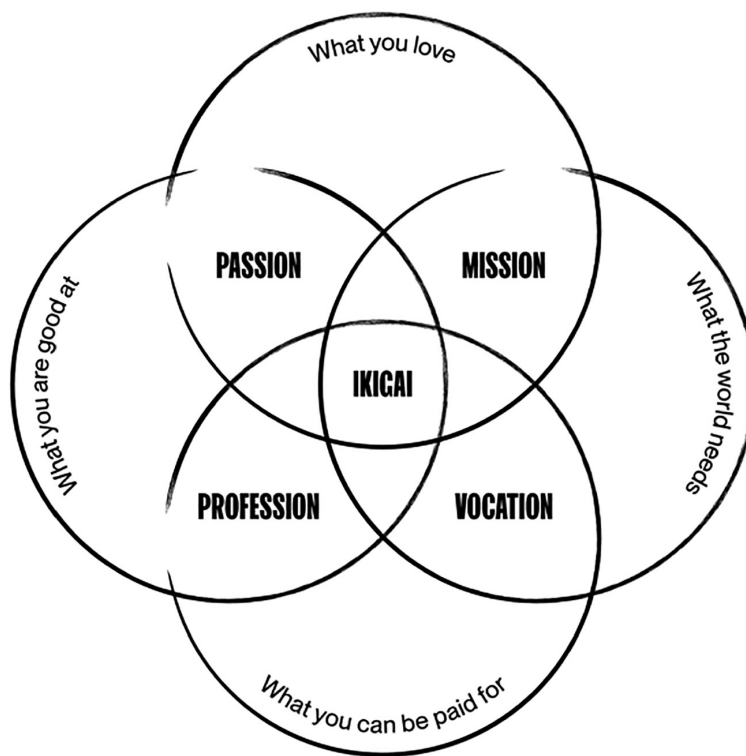 What you love
PASSION
MISSION
What you are good at
What the world needs
IKIGAI
PROFESSION
VOCATION
What you can be paid for